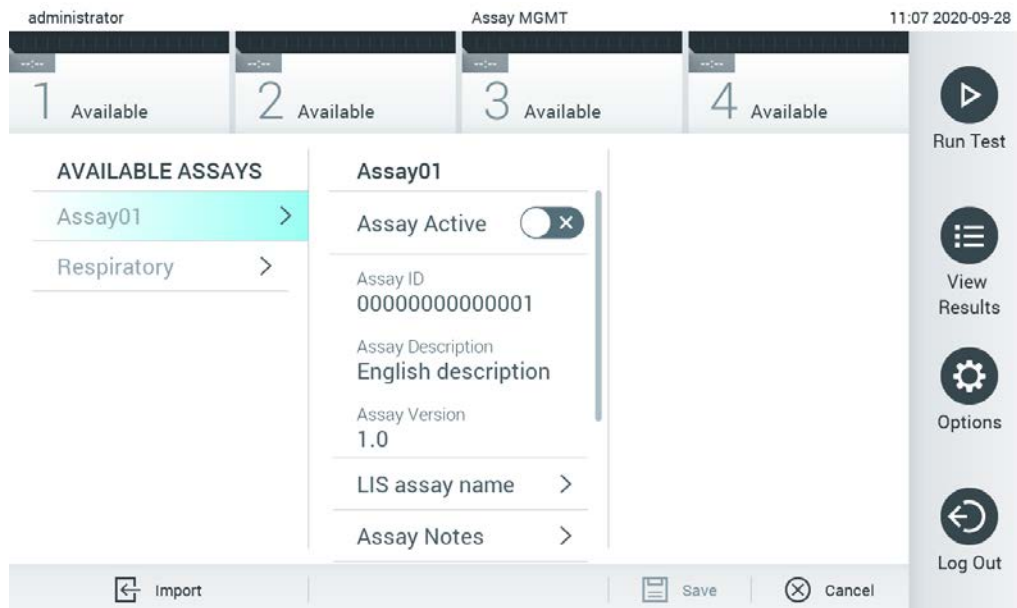 administrator
Assay MGMT
11:07 2020-09-28
--:--
--:--
--:--
--:--
1 Available
2 Available
3 Available
4 Available
Run Test
View
Results
Options
Log Out
AVAILABLE ASSAYS
Assay01
Respiratory
Assay01
Assay Active
Assay ID
00000000000001
Assay Description
English description
Assay Version
1.0
LIS assay name
Assay Notes
Import
Save
Cancel